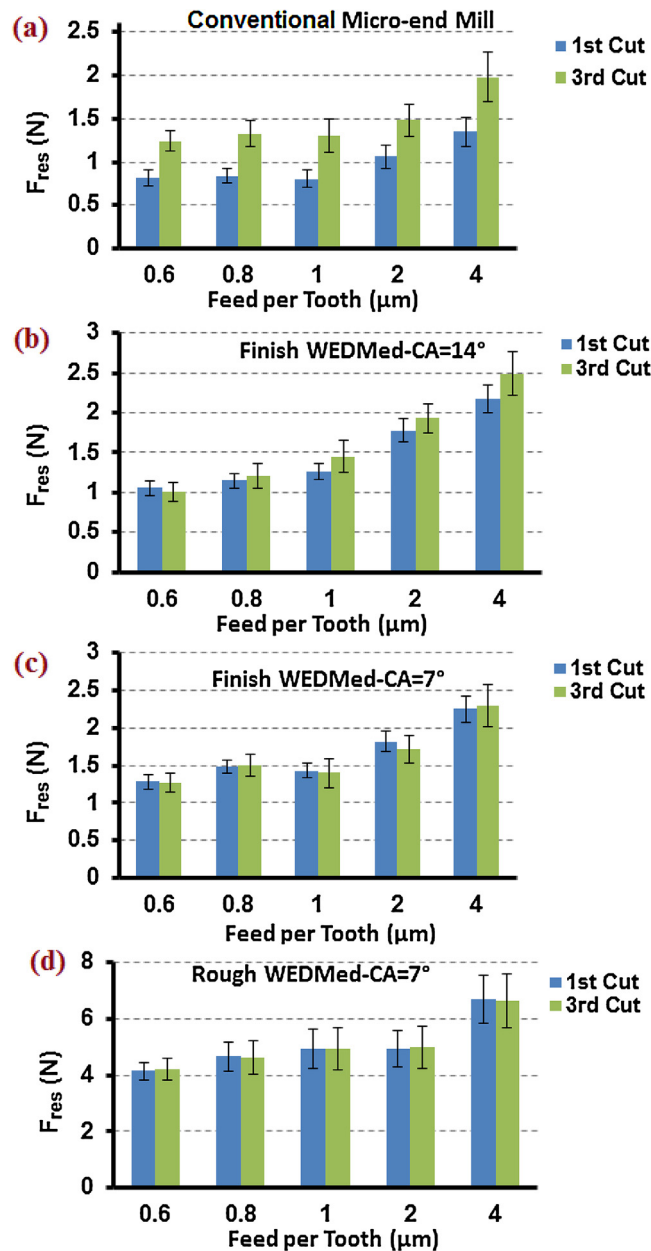 (a)
Conventional Micro-end Mill
2.5
2
1.5
1
0.5
0
F_res (N)
0.6 0.8 1 2 4
Feed per Tooth (µm)
1st Cut
3rd Cut
(b)
Finish WEDMed-CA=14°
3
2.5
2
1.5
1
0.5
0
F_res (N)
0.6 0.8 1 2 4
Feed per Tooth (µm)
1st Cut
3rd Cut
(c)
Finish WEDMed-CA=7°
3
2.5
2
1.5
1
0.5
0
F_res (N)
0.6 0.8 1 2 4
Feed per Tooth (µm)
1st Cut
3rd Cut
(d)
Rough WEDMed-CA=7°
8
6
4
2
0
F_res (N)
0.6 0.8 1 2 4
Feed per Tooth (µm)
1st Cut
3rd Cut